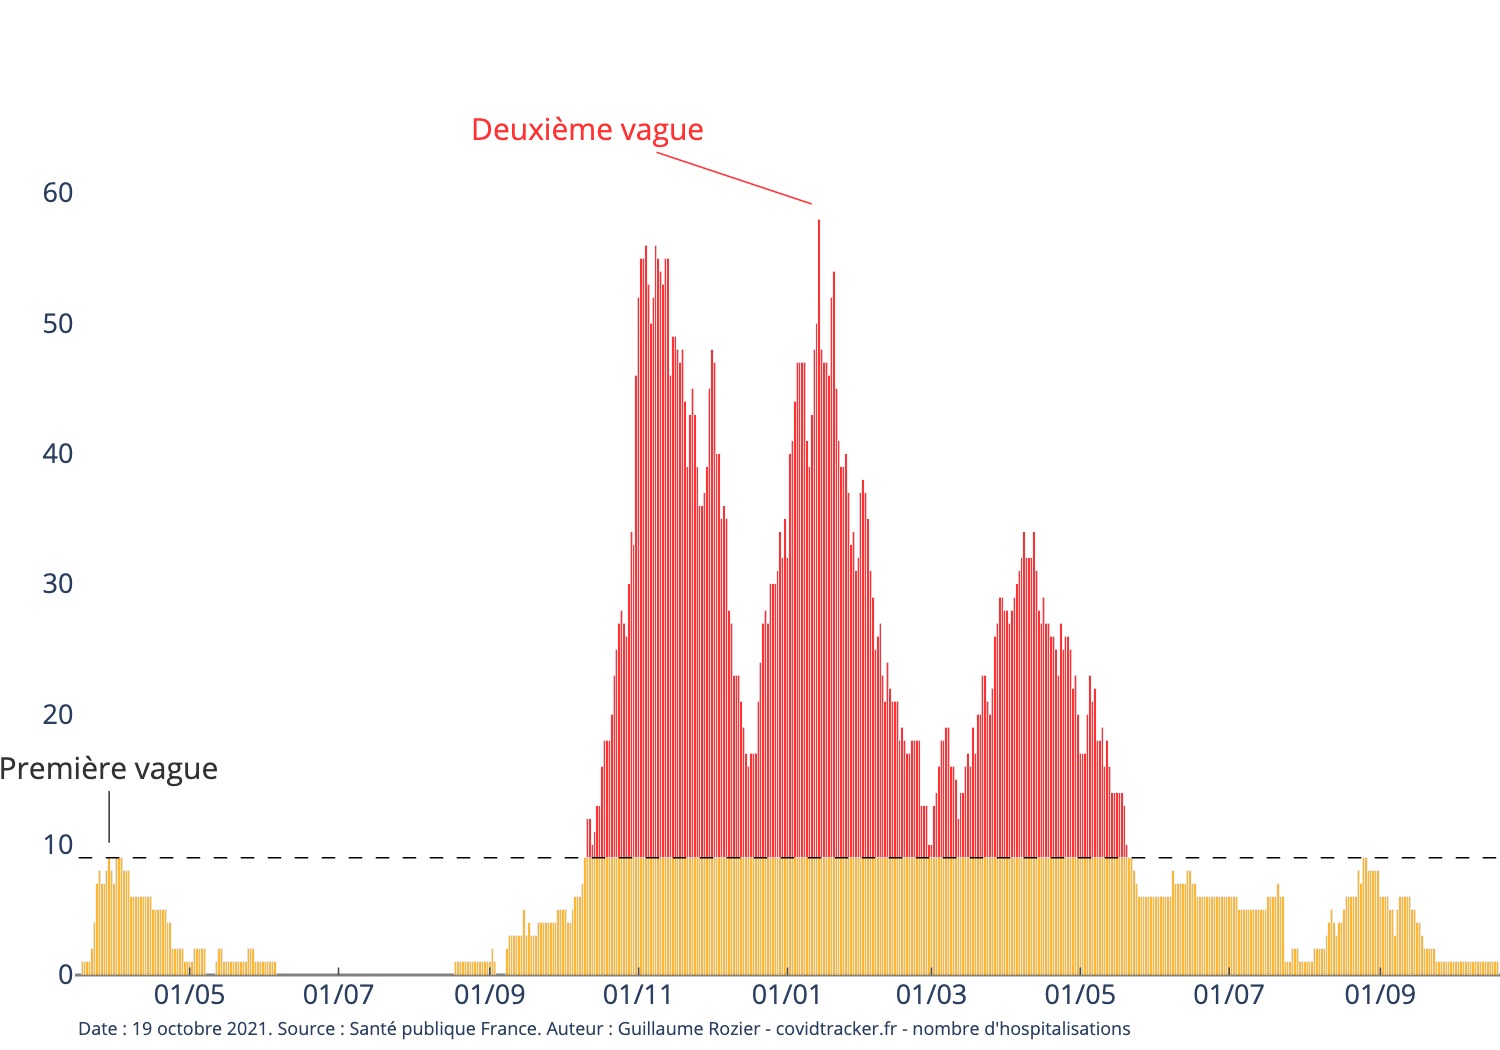 Deuxième vague
60
50
40
30
20
Première vague
10
0
01/05 01/07 01/09 01/11 01/01 01/03 01/05 01/07 01/09
Date : 19 octobre 2021. Source : Santé publique France. Auteur : Guillaume Rozier - covidtracker.fr - nombre d'hospitalisations